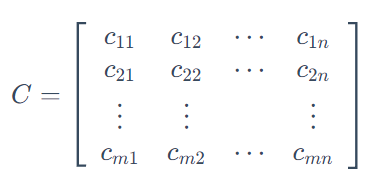 C = [ c₁₁ c₁₂ ⋯ c₁ₙ
c₂₁ c₂₂ ⋯ c₂ₙ
⋮ ⋮ ⋮
cₘ₁ cₘ₂ ⋯ cₘₙ ]